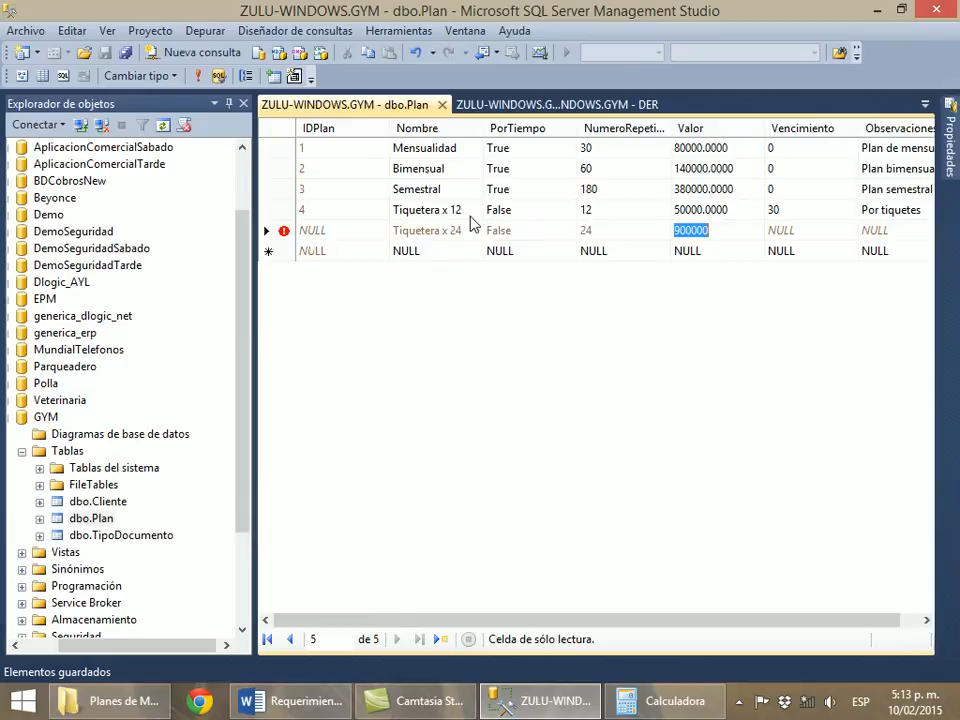 ZULU-WINDOWS.GYM - dbo.Plan - Microsoft SQL Server Management Studio
Archivo Editar Ver Proyecto Depurar Diseñador de consultas Herramientas Ventana Ayuda
Nueva consulta
Cambiar tipo
Explorador de objetos
Conectar
AplicacionComercialSabado
AplicacionComercialTarde
BDCobrosNew
Beyonce
Demo
DemoSeguridad
DemoSeguridadSabado
DemoSeguridadTarde
Dlogic_AYL
EPM
generica_dlogic_net
generica_erp
MundialTelefonos
Parqueadero
Polla
Veterinaria
GYM
Diagramas de base de datos
Tablas
Tablas del sistema
FileTables
dbo.Cliente
dbo.Plan
dbo.TipoDocumento
Vistas
Sinónimos
Programación
Service Broker
Almacenamiento
Seguridad
ZULU-WINDOWS.GYM - dbo.Plan ZULU-WINDOWS.G...NDOWS.GYM - DER
IDPlan Nombre PorTiempo NumeroRepeti... Valor Vencimiento Observaciones
1 Mensualidad True 30 80000.0000 0 Plan de mensu
2 Bimensual True 60 140000.0000 0 Plan bimensua
3 Semestral True 180 380000.0000 0 Plan semestral
4 Tiquetera x 12 False 12 50000.0000 30 Por tiquetes
NULL Tiquetera x 24 False 24 900000 NULL NULL
NULL NULL NULL NULL NULL NULL NULL
5 de 5 Celda de sólo lectura.
Propiedades
Elementos guardados
Planes de M... Requerimien... Camtasia St... ZULU-WIND... Calculadora ESP
5:13 p. m.
10/02/2015